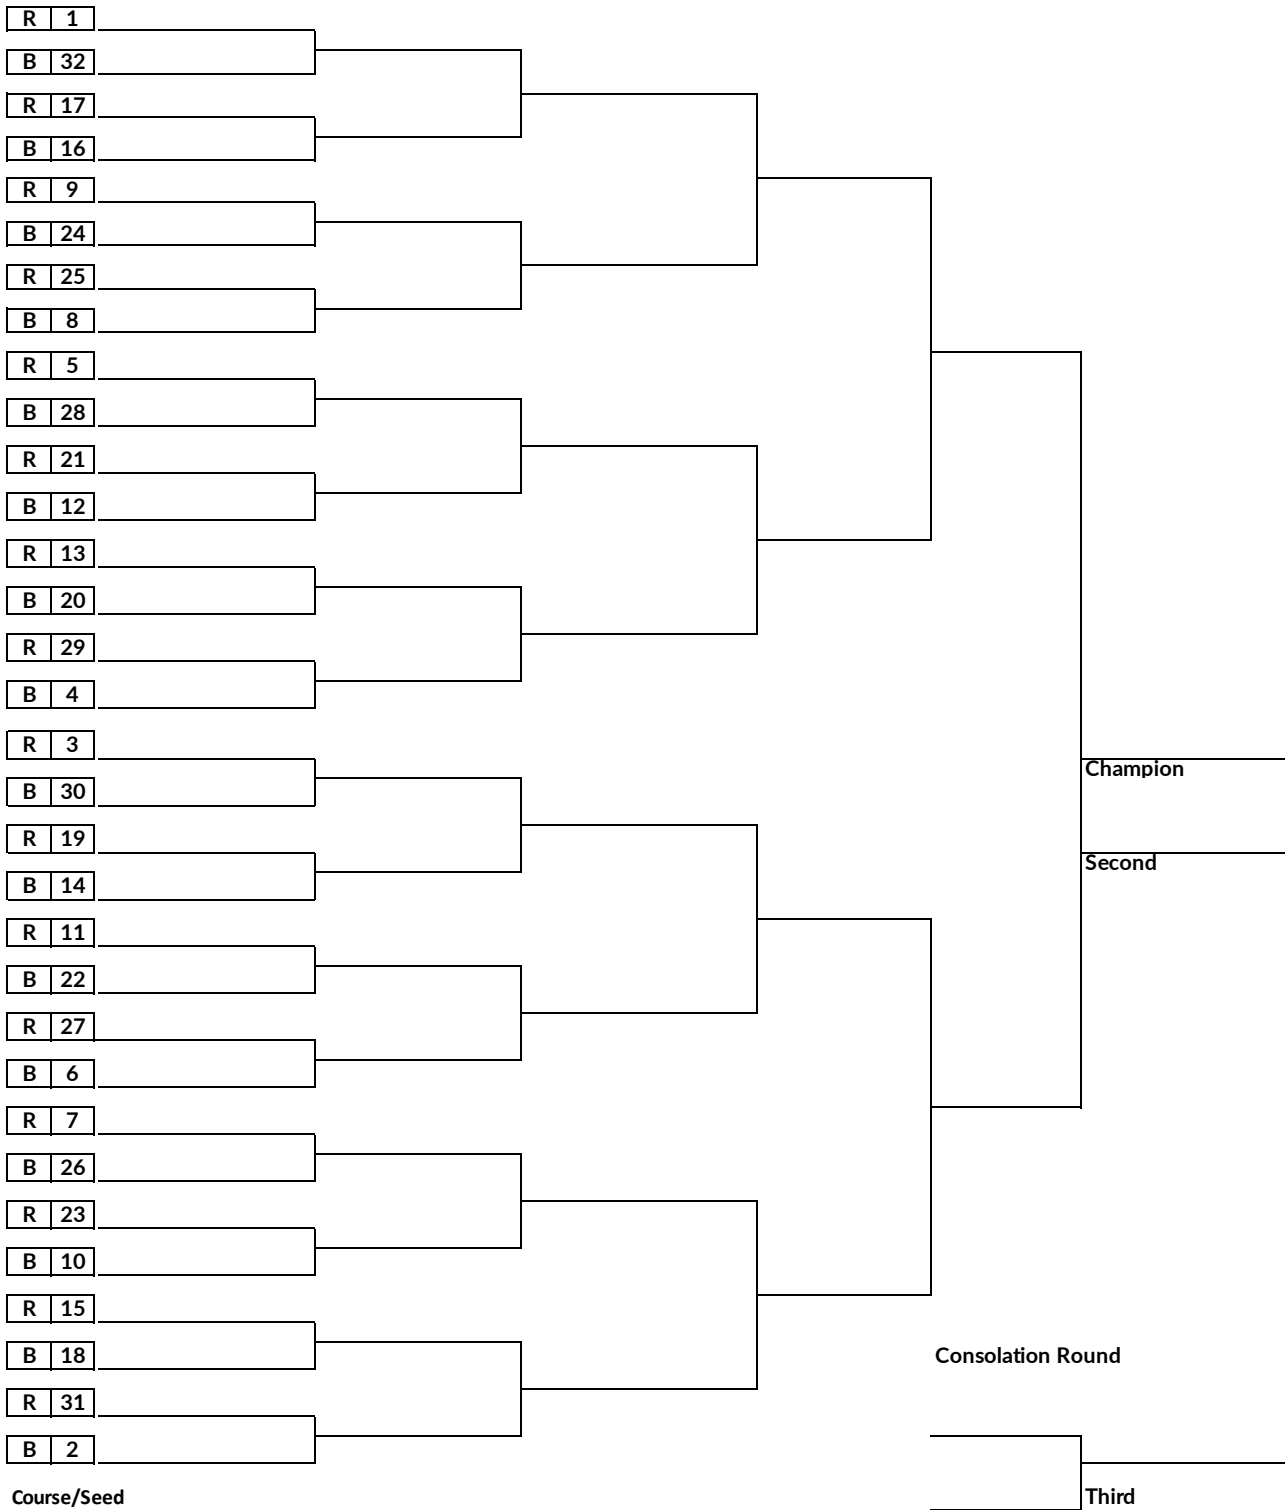 R 1
B 32
R 17
B 16
R 9
B 24
R 25
B 8
R 5
B 28
R 21
B 12
R 13
B 20
R 29
B 4
R 3
Champion
B 30
R 19
Second
B 14
R 11
B 22
R 27
B 6
R 7
B 26
R 23
B 10
R 15
B 18
Consolation Round
R 31
B 2
Course/Seed
Third